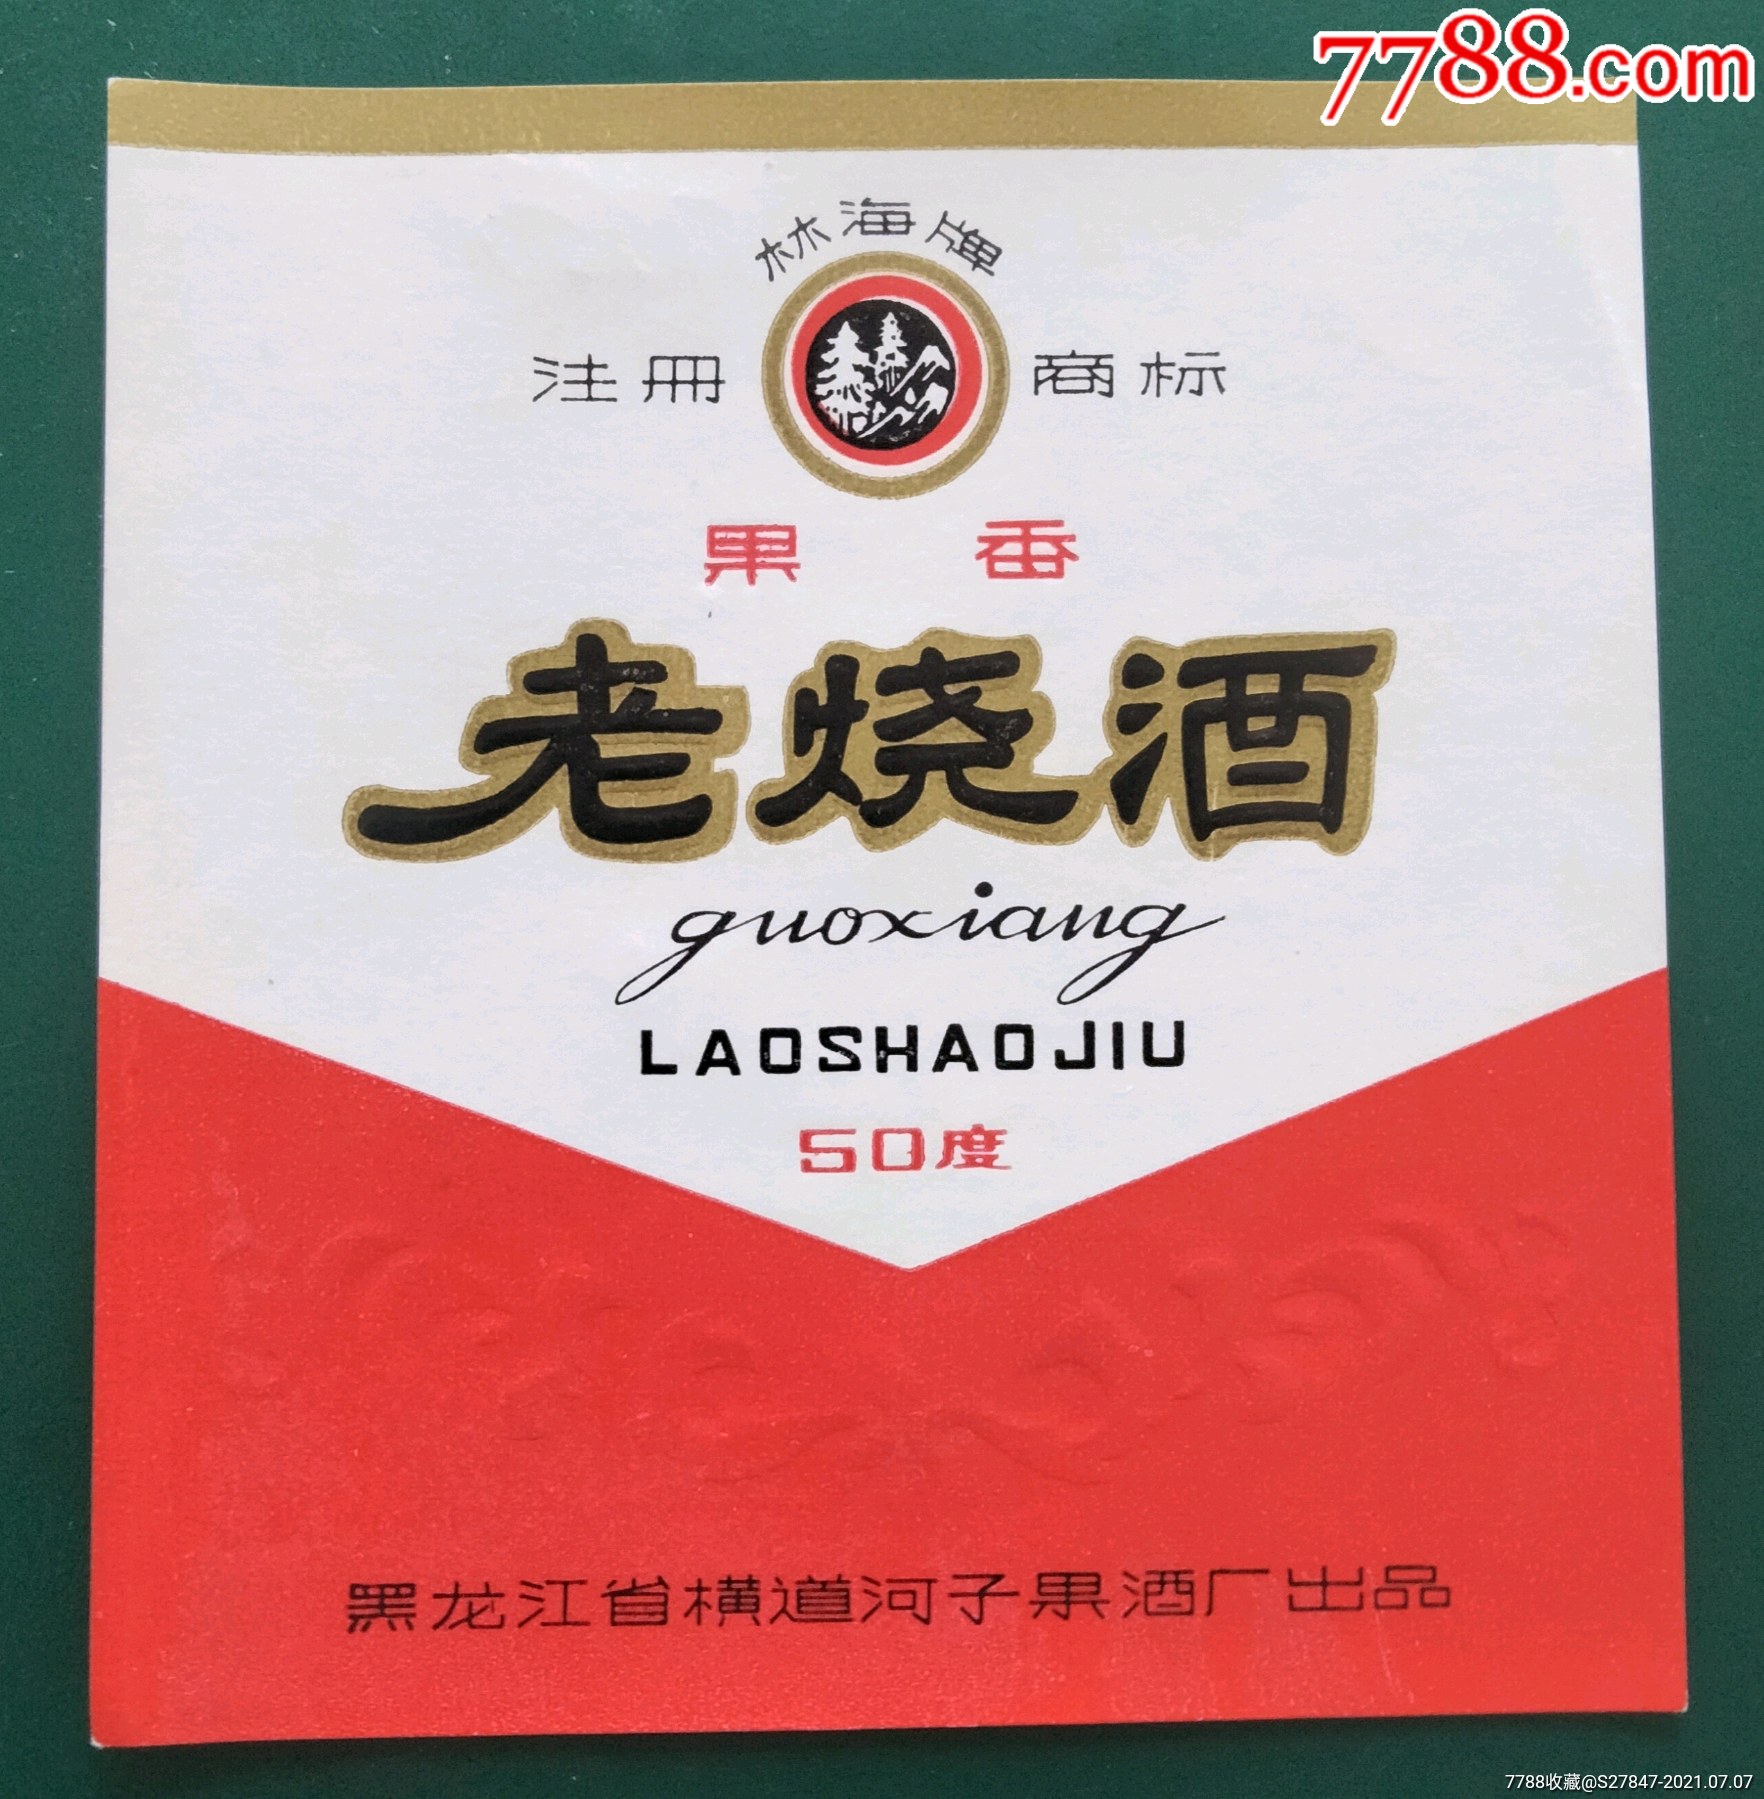 7788.com
林海牌
注册 商标
果香
老烧酒
guoxiang
LAOSHAOJIU
50度
黑龙江省横道河子果酒厂出品
7788收藏@S27847-2021.07.07